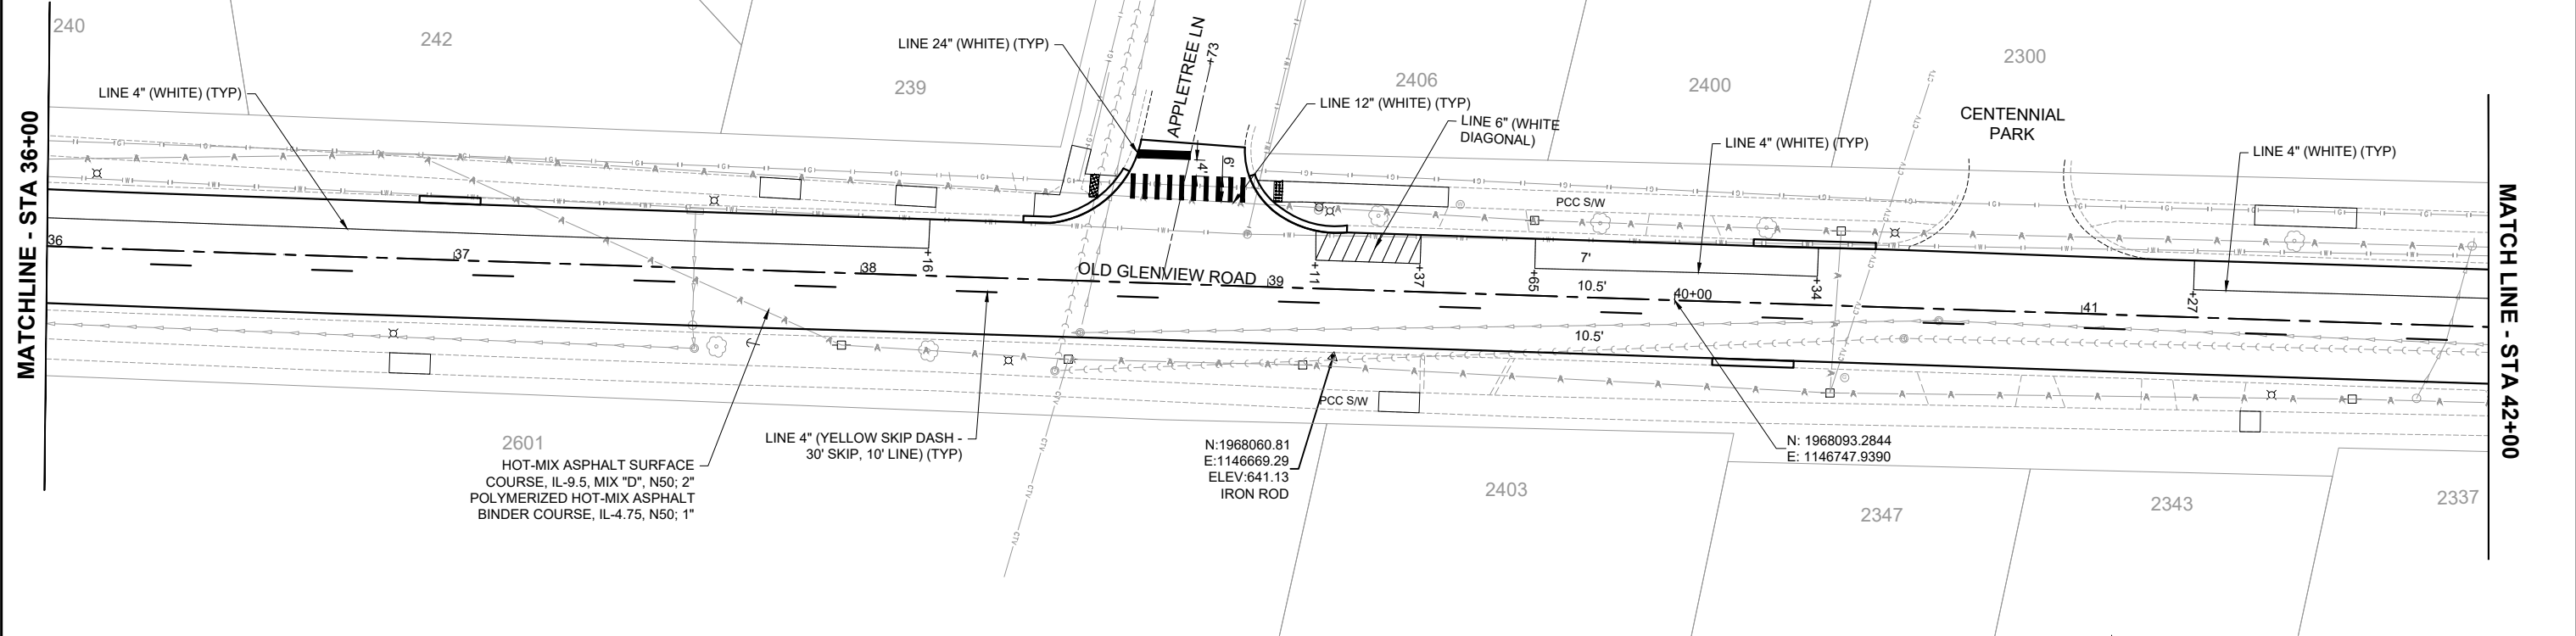 240
242
239
2406
2400
2300
LINE 24" (WHITE) (TYP)
APPLETREE LN
+73
LINE 4" (WHITE) (TYP)
LINE 12" (WHITE) (TYP)
LINE 6" (WHITE
DIAGONAL)
LINE 4" (WHITE) (TYP)
CENTENNIAL
PARK
LINE 4" (WHITE) (TYP)
MATCHLINE - STA 36+00
MATCH LINE - STA 42+00
4'
6'
PCC S/W
36
37
38
+16
OLD GLENVIEW ROAD
39
+11
+37
+65
7'
10.5'
40+00
+34
41
+27
10.5'
PCC S/W
2601
HOT-MIX ASPHALT SURFACE
COURSE, IL-9.5, MIX "D", N50; 2"
POLYMERIZED HOT-MIX ASPHALT
BINDER COURSE, IL-4.75, N50; 1"
LINE 4" (YELLOW SKIP DASH -
30' SKIP, 10' LINE) (TYP)
N:1968060.81
E:1146669.29
ELEV:641.13
IRON ROD
N: 1968093.2844
E: 1146747.9390
2403
2347
2343
2337